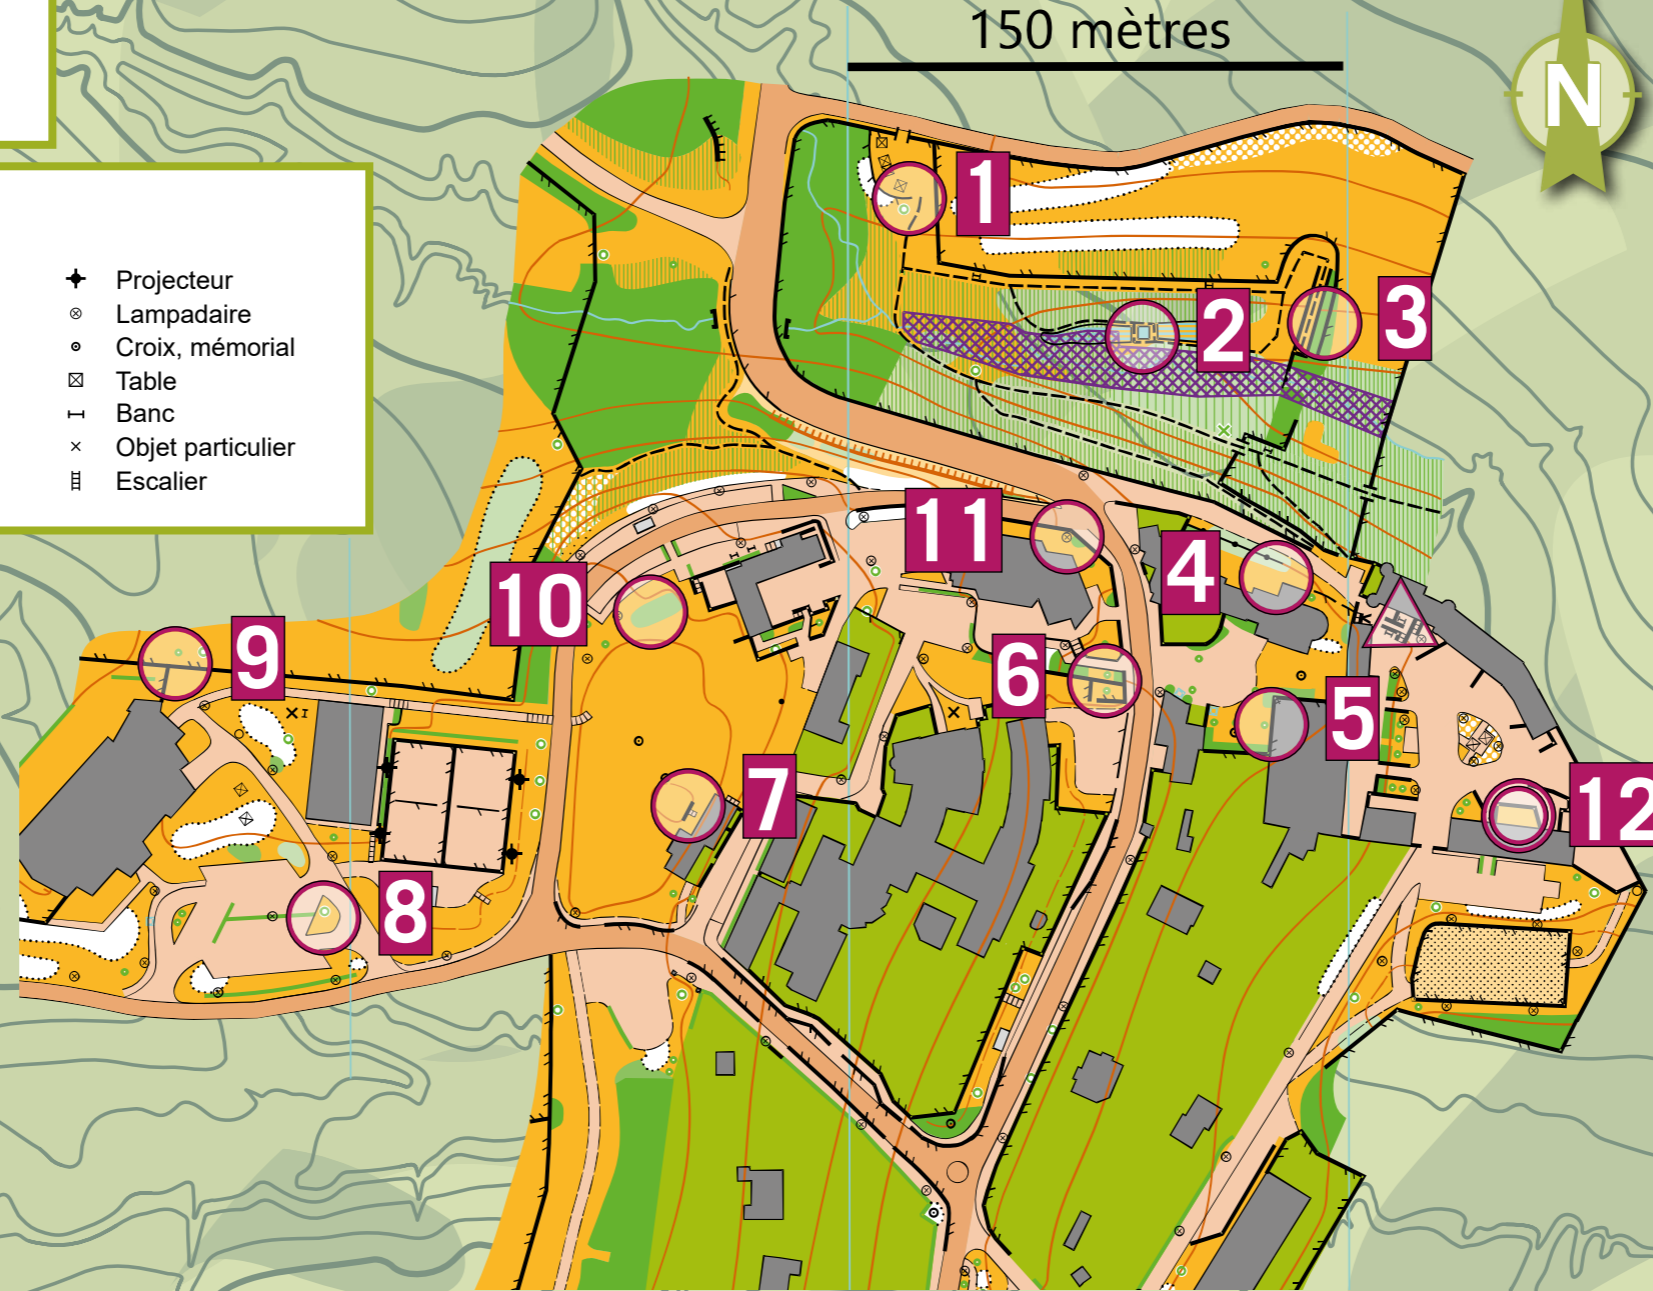 150 mètres
N
Projecteur
Lampadaire
Croix, mémorial
Table
Banc
Objet particulier
Escalier
1
2
3
11
4
10
9
6
5
7
12
8